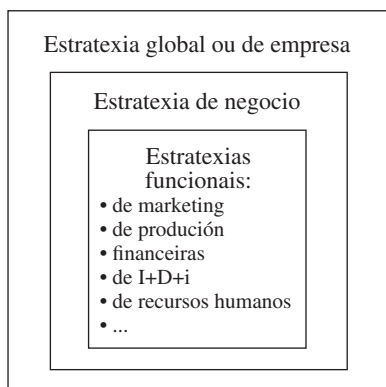 Estratexia global ou de empresa
Estratexia de negocio
Estratexias
funcionais:
• de marketing
• de produción
• financeiras
• de I+D+i
• de recursos humanos
• ...